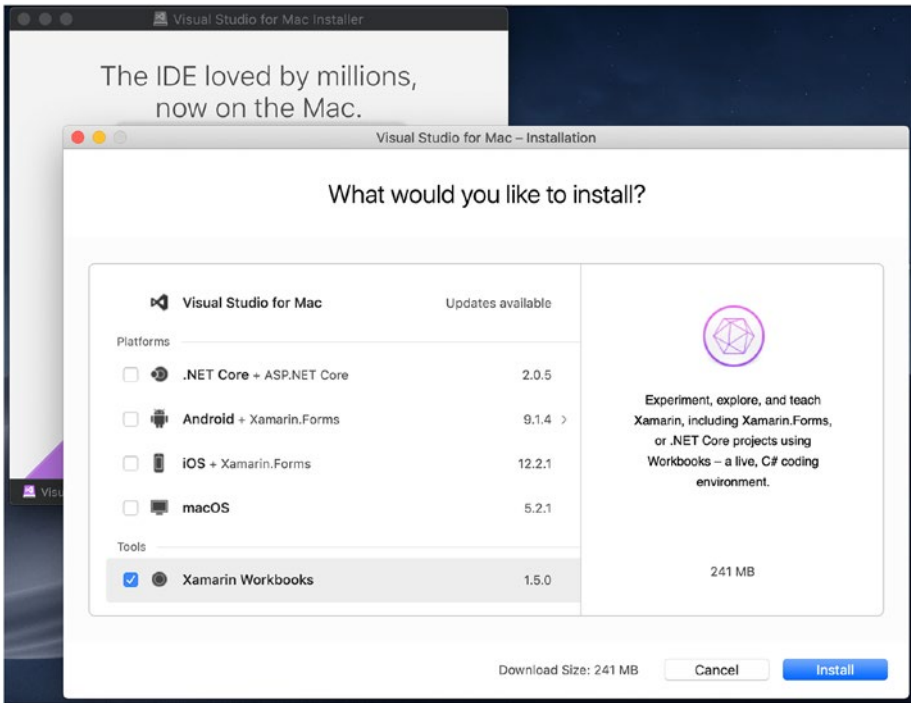 Visual Studio for Mac Installer
The IDE loved by millions,
now on the Mac.
Visual Studio for Mac – Installation
What would you like to install?
Visual Studio for Mac Updates available
Platforms
.NET Core + ASP.NET Core 2.0.5
Android + Xamarin.Forms 9.1.4 >
iOS + Xamarin.Forms 12.2.1
macOS 5.2.1
Tools
Xamarin Workbooks 1.5.0
Experiment, explore, and teach
Xamarin, including Xamarin.Forms,
or .NET Core projects using
Workbooks – a live, C# coding
environment.
241 MB
Visu
Download Size: 241 MB Cancel Install